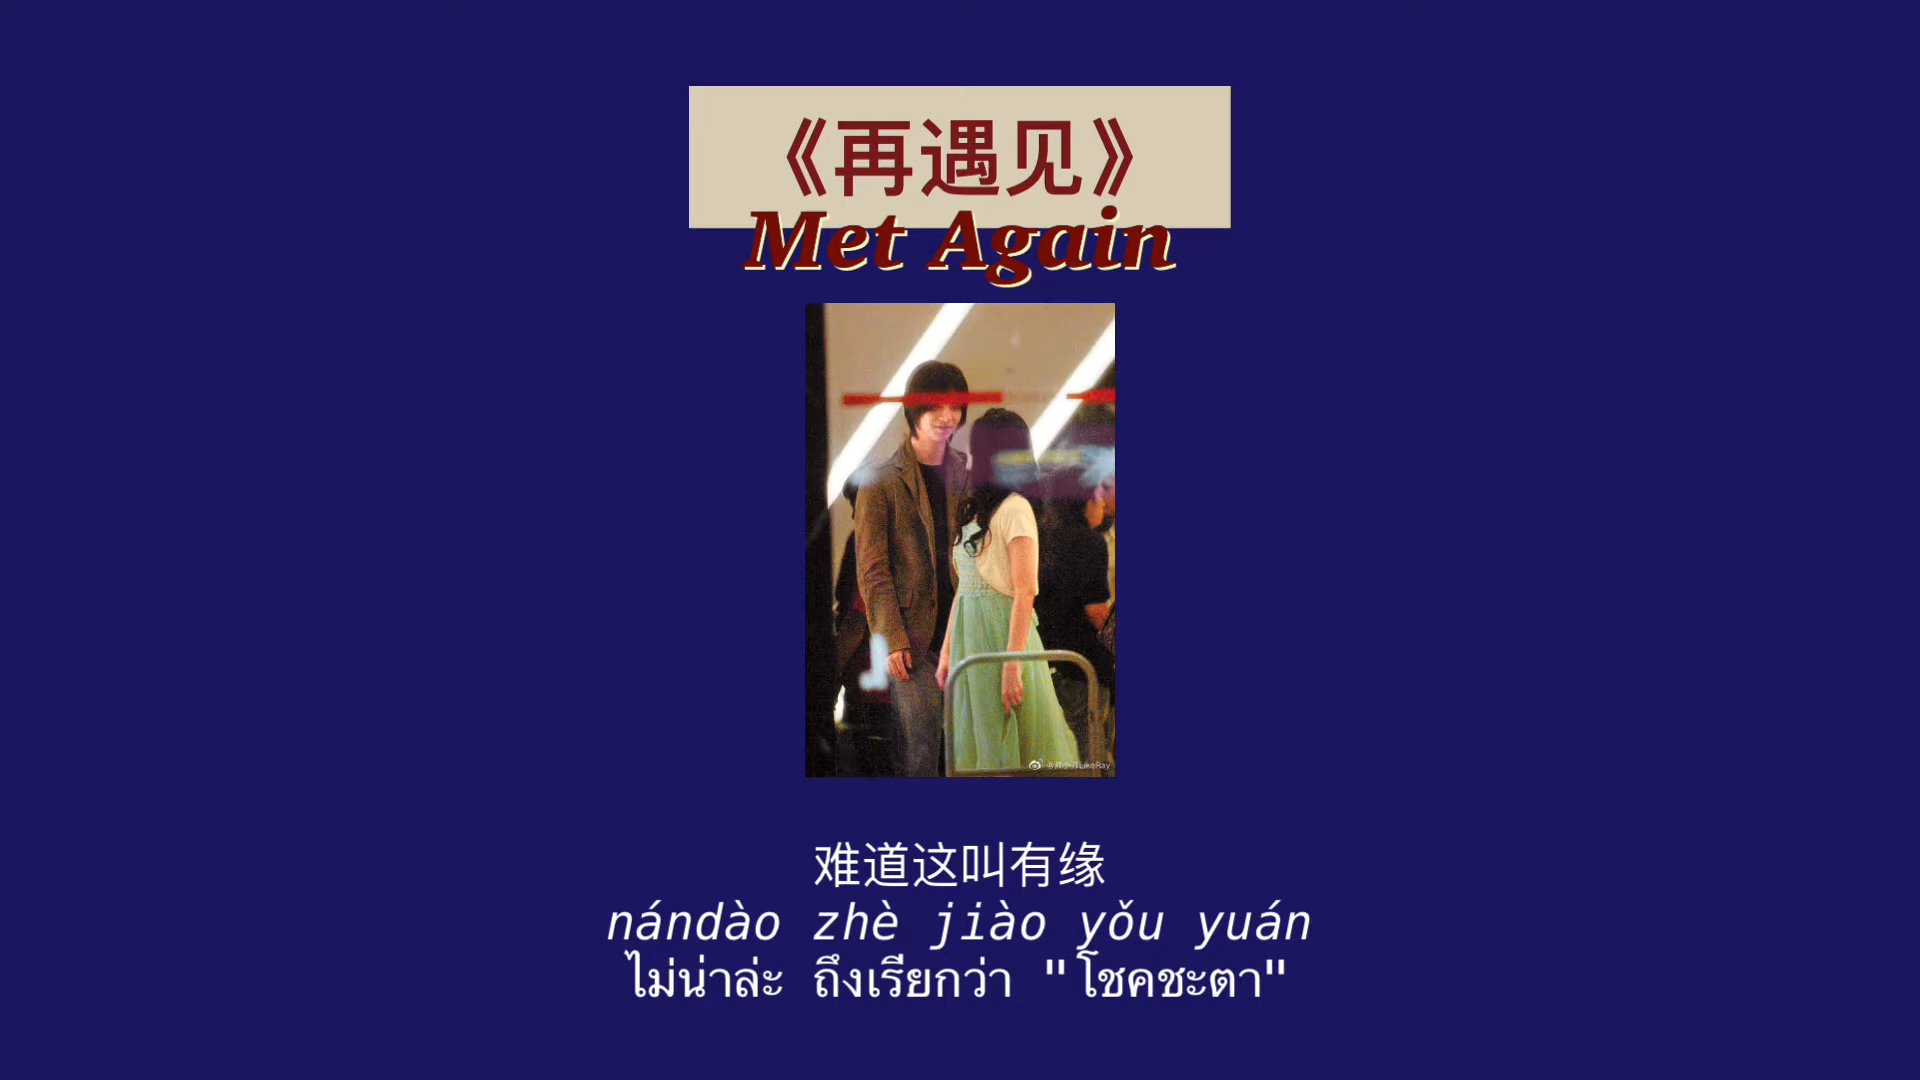 《再遇见》
Met Again
难道这叫有缘
nándào zhè jiào yǒu yuán
ไม่น่าล่ะ ถึงเรียกว่า "โชคชะตา"